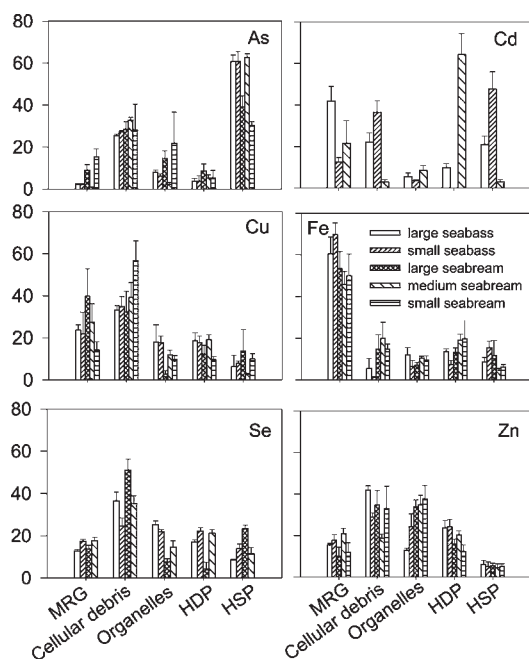 80
60
40
20
0
As
Cd
60
40
20
0
Cu
Fe
large seabass
small seabass
large seabream
medium seabream
small seabream
80
60
40
20
0
Se
Zn
MRG
Cellular debris
Organelles
HDP
HSP
MRG
Cellular debris
Organelles
HDP
HSP